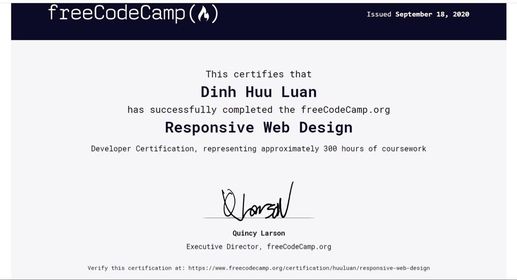 freeCodeCamp(🔥)
Issued September 18, 2020
This certifies that
Dinh Huu Luan
has successfully completed the freeCodeCamp.org
Responsive Web Design
Developer Certification, representing approximately 300 hours of coursework
Q Larson
Quincy Larson
Executive Director, freeCodeCamp.org
Verify this certification at: https://www.freecodecamp.org/certification/huuluan/responsive-web-design